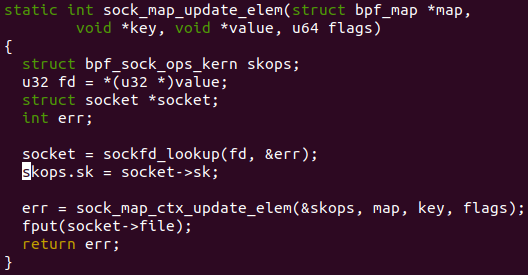 static int sock_map_update_elem(struct bpf_map *map,
        void *key, void *value, u64 flags)
{
  struct bpf_sock_ops_kern skops;
  u32 fd = *(u32 *)value;
  struct socket *socket;
  int err;

  socket = sockfd_lookup(fd, &err);
  skops.sk = socket->sk;

  err = sock_map_ctx_update_elem(&skops, map, key, flags);
  fput(socket->file);
  return err;
}